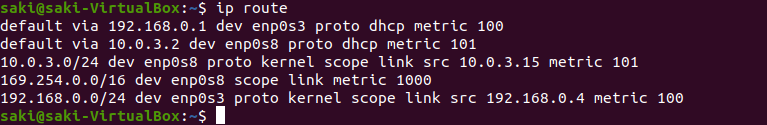 saki@saki-VirtualBox:~$ ip route
default via 192.168.0.1 dev enp0s3 proto dhcp metric 100
default via 10.0.3.2 dev enp0s8 proto dhcp metric 101
10.0.3.0/24 dev enp0s8 proto kernel scope link src 10.0.3.15 metric 101
169.254.0.0/16 dev enp0s8 scope link metric 1000
192.168.0.0/24 dev enp0s3 proto kernel scope link src 192.168.0.4 metric 100
saki@saki-VirtualBox:~$